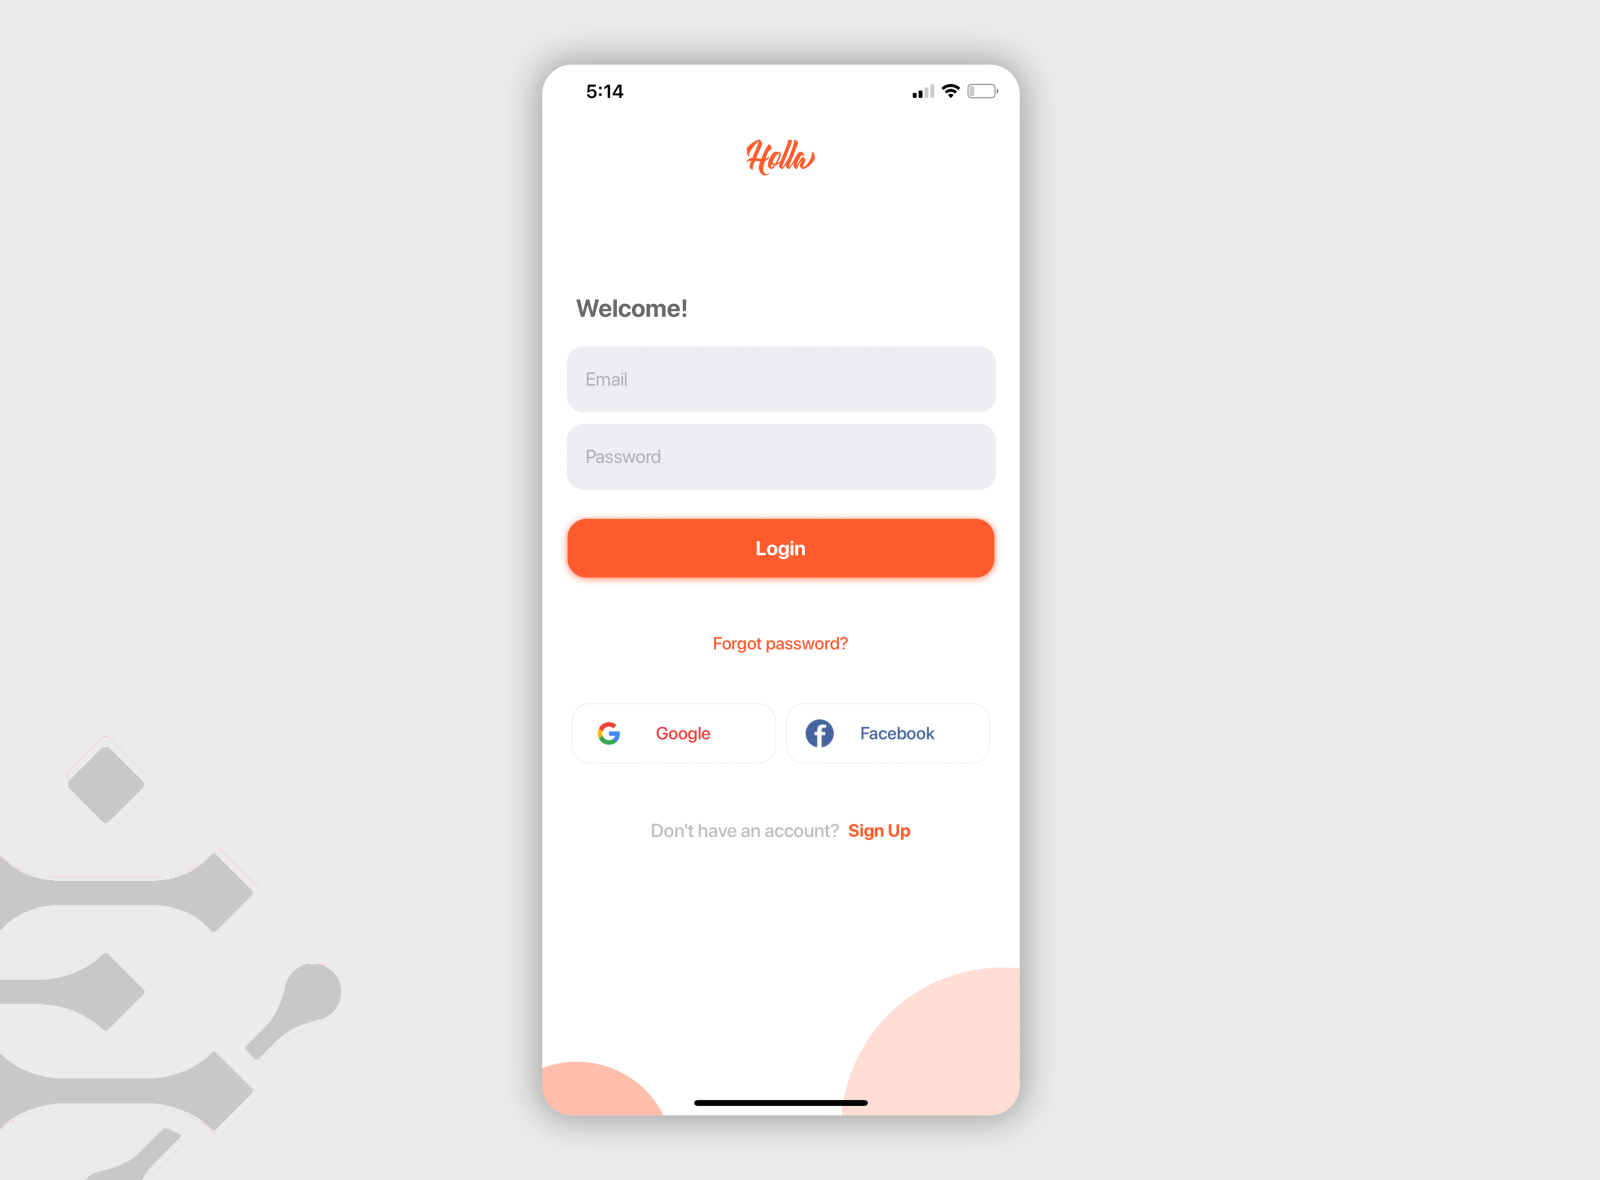 5:14
Holla
Welcome!
Email
Password
Login
Forgot password?
Google
Facebook
Don't have an account? Sign Up